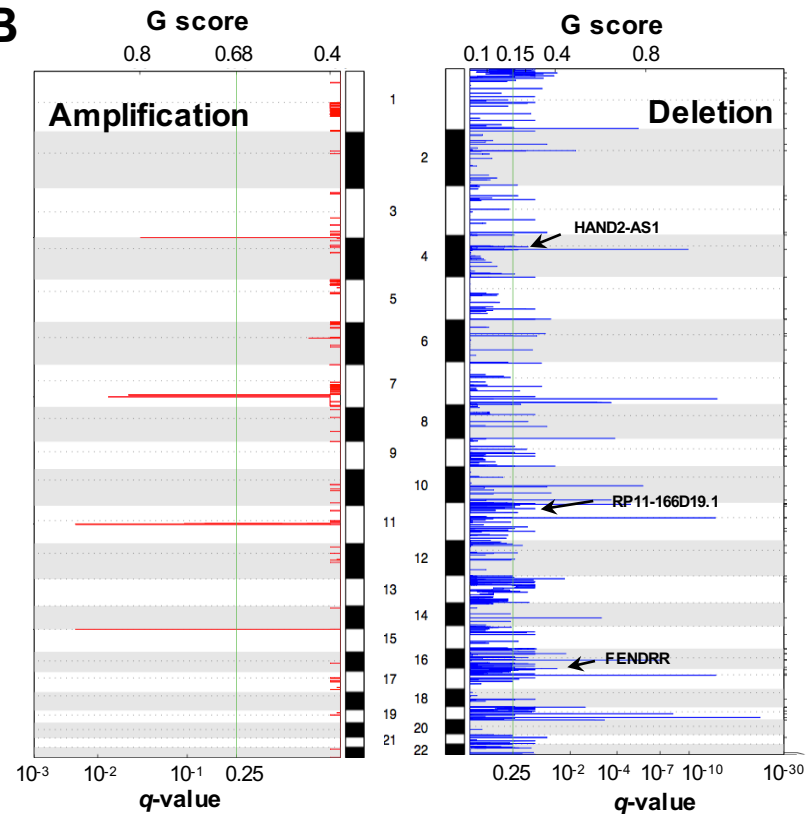 B
G score
0.8 0.68 0.4
Amplification
G score
0.1 0.15 0.4 0.8
Deletion
1
2
3
4
5
6
7
8
9
10
11
12
13
14
15
16
17
18
19
20
21
22
HAND2-AS1
RP11-166D19.1
FENDRR
10-3 10-2 10-1 0.25
q-value
0.25 10-2 10-4 10-7 10-10 10-30
q-value